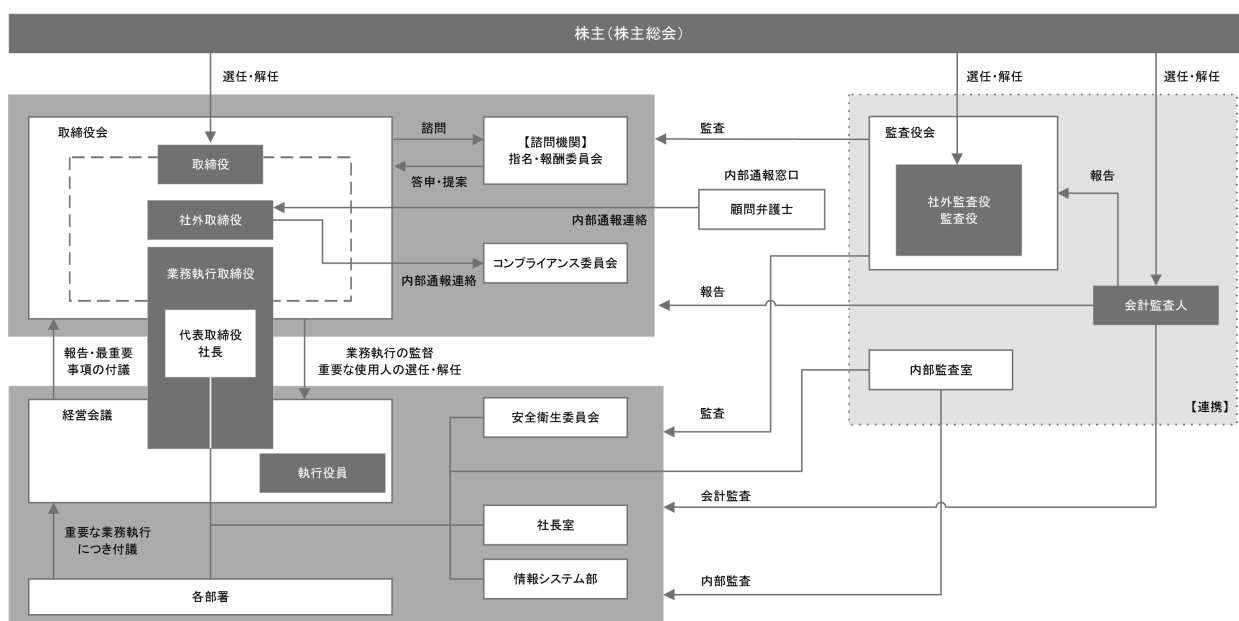 株主(株主総会)
選任・解任
選任・解任
選任・解任
取締役会
取締役
社外取締役
業務執行取締役
代表取締役
社長
諮問
答申・提案
【諮問機関】
指名・報酬委員会
内部通報窓口
顧問弁護士
内部通報連絡
コンプライアンス委員会
内部通報連絡
監査
監査役会
社外監査役
監査役
報告
報告
会計監査人
内部監査室
【連携】
報告・最重要
事項の付議
業務執行の監督
重要な使用人の選任・解任
経営会議
執行役員
安全衛生委員会
監査
会計監査
社長室
重要な業務執行
につき付議
情報システム部
内部監査
各部署